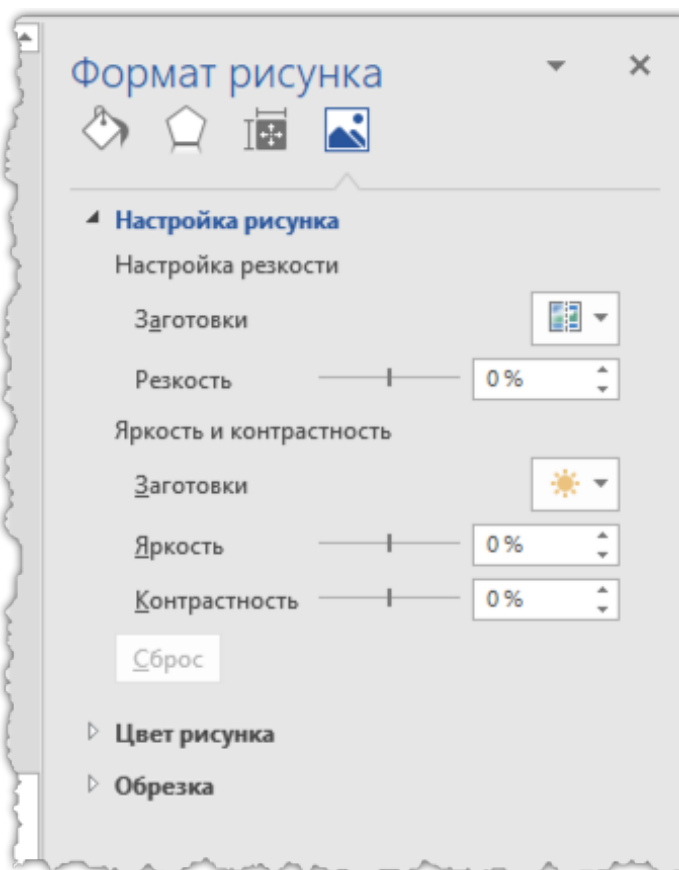 Формат рисунка
Настройка рисунка
Настройка резкости
Заготовки
Резкость 0 %
Яркость и контрастность
Заготовки
Яркость 0 %
Контрастность 0 %
Сброс
Цвет рисунка
Обрезка